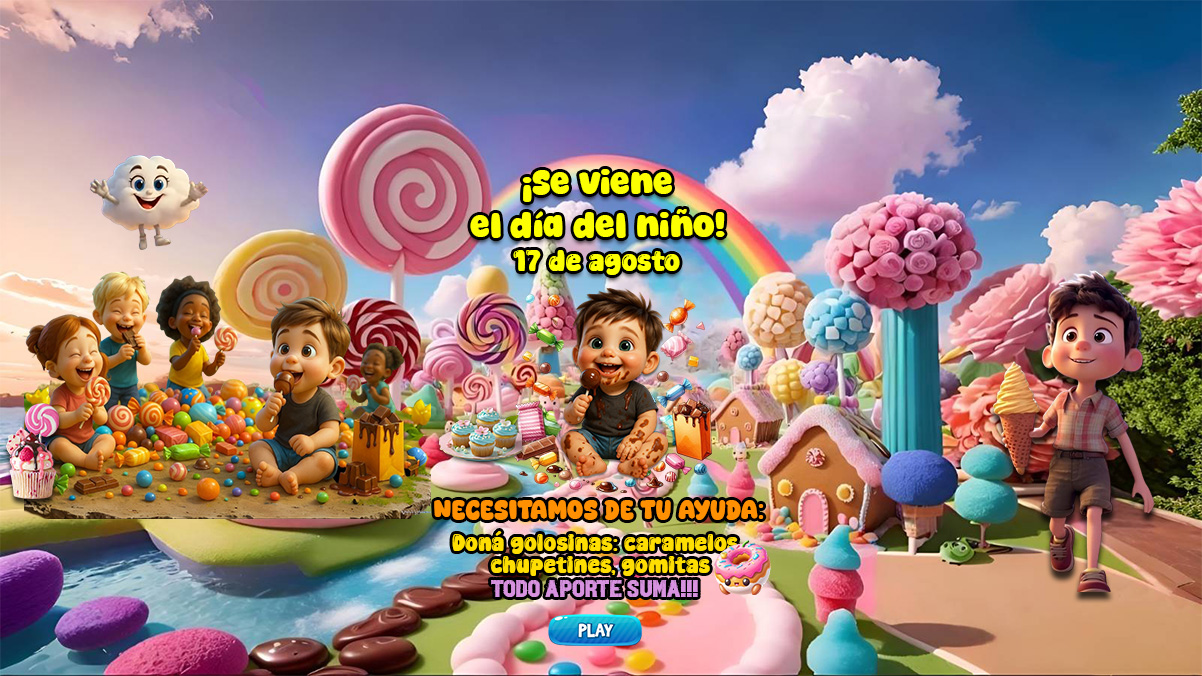 ¡Se viene
el día del niño!
17 de agosto
NECESITAMOS DE TU AYUDA:
Doná golosinas: caramelos,
chupetines, gomitas
TODO APORTE SUMA!!!
PLAY